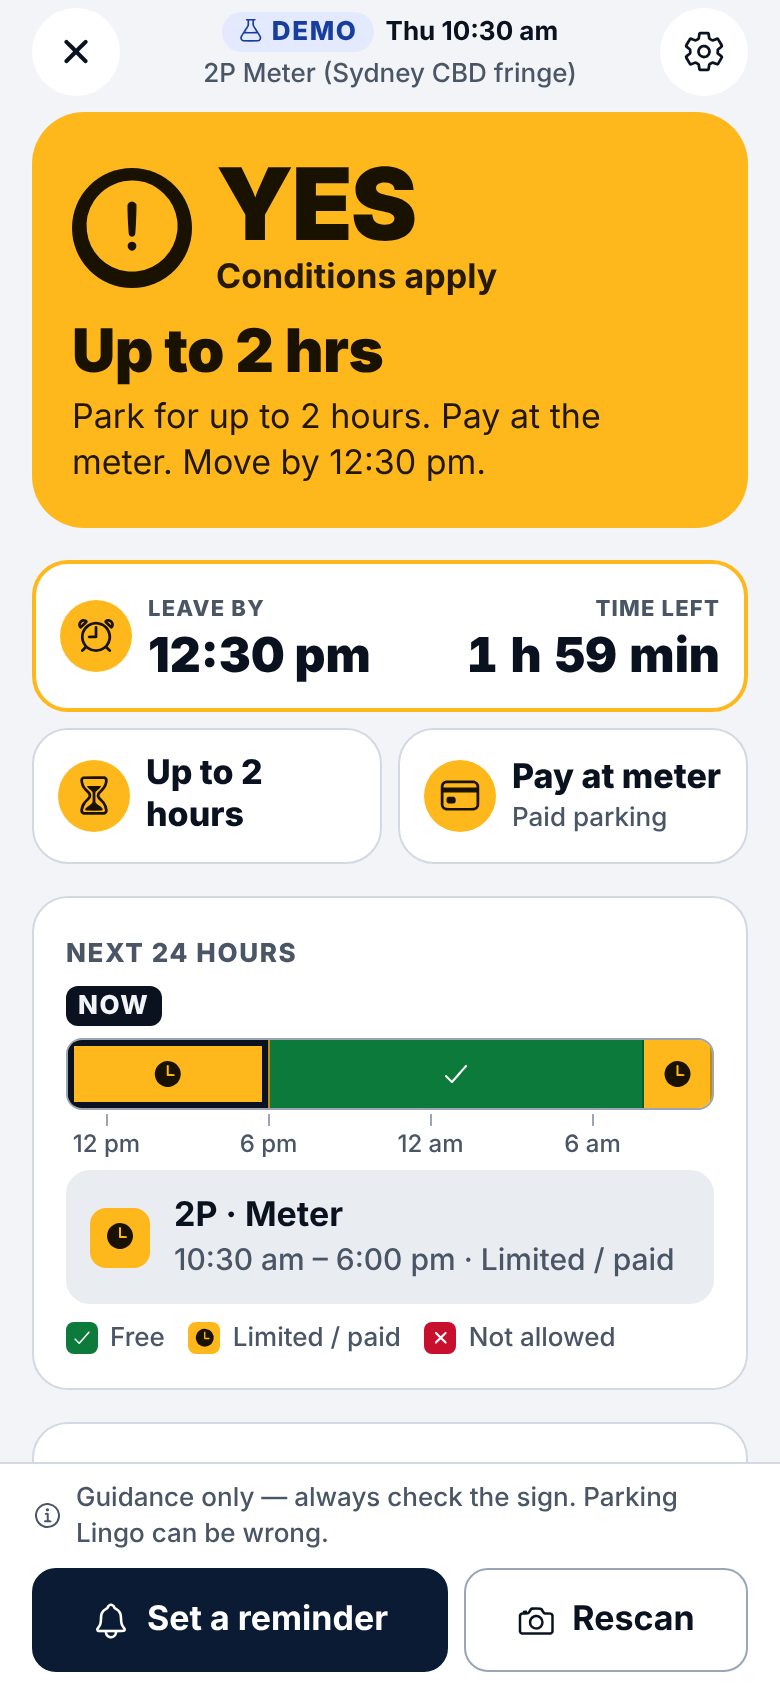 DEMO Thu 10:30 am
2P Meter (Sydney CBD fringe)
YES
Conditions apply
Up to 2 hrs
Park for up to 2 hours. Pay at the
meter. Move by 12:30 pm.
LEAVE BY
12:30 pm
TIME LEFT
1 h 59 min
Up to 2
hours
Pay at meter
Paid parking
NEXT 24 HOURS
NOW
12 pm 6 pm 12 am 6 am
2P · Meter
10:30 am – 6:00 pm · Limited / paid
Free Limited / paid Not allowed
Guidance only — always check the sign. Parking
Lingo can be wrong.
Set a reminder
Rescan